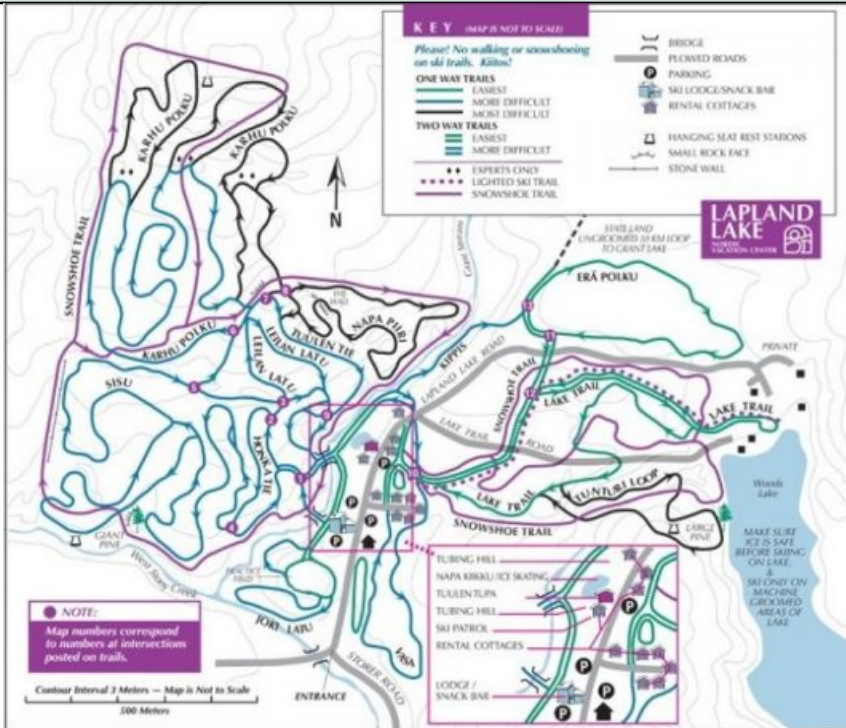 KEY (MAP IS NOT TO SCALE)
Please! No walking or snowshoeing
on ski trails. Kiitos!
ONE WAY TRAILS
EASIEST
MORE DIFFICULT
MOST DIFFICULT
TWO WAY TRAILS
EASIEST
MORE DIFFICULT
EXPERTS ONLY
LIGHTED SKI TRAIL
SNOWSHOE TRAIL
BRIDGE
PLOWED ROADS
P PARKING
SKI LODGE/SNACK BAR
RENTAL COTTAGES
HANGING SEAT REST STATIONS
SMALL ROCK FACE
STONE WALL
LAPLAND
LAKE
NORDIC
VACATION CENTER
N
KARHU POLKU
KARHU POLKU
SNOWSHOE TRAIL
STATE LAND
UNGROOMED 10 KM LOOP
TO GRANT LAKE
ERÄ POLKU
THE WALL
NAPA PIIRI
TUULEN TIE
LEILAN LATU
LEILAN LATU
KARHU POLKU
KIPPIS
LAPLAND LAKE ROAD
PRIVATE
SISU
SNOWSHOE TRAIL
LAKE TRAIL
LAKE TRAIL
LAKE TRAIL
ROAD
HONKA TIE
LAKE TRAIL
TUNTURI LOOP
SNOWSHOE TRAIL
LARGE
PINE
Woods
Lake
MAKE SURE
ICE IS SAFE
BEFORE SKIING
ON LAKE,
&
SKI ONLY ON
MACHINE
GROOMED
AREAS OF
LAKE
GIANT
PINE
West Stony Creek
PRACTICE
FIELD
JOKI LATU
VASA
STORER ROAD
ENTRANCE
TUBING HILL
NAPA KIIKKU / ICE SKATING
TUULEN TUPA
TUBING HILL
SKI PATROL
RENTAL COTTAGES
LODGE /
SNACK BAR
NOTE:
Map numbers correspond
to numbers at intersections
posted on trails.
Contour Interval 3 Meters — Map is Not to Scale
500 Meters